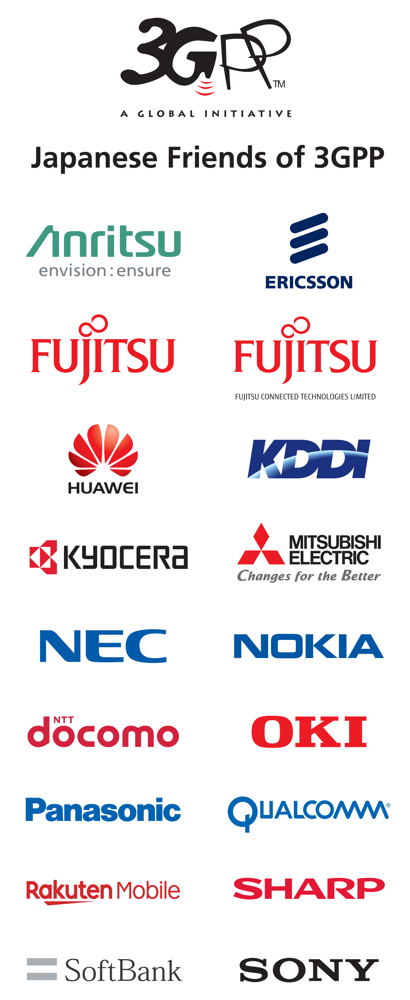 3GPP™
A GLOBAL INITIATIVE
Japanese Friends of 3GPP
Anritsu
envision : ensure
ERICSSON
FUJITSU
FUJITSU
FUJITSU CONNECTED TECHNOLOGIES LIMITED
HUAWEI
KDDI
KYOCERA
MITSUBISHI
ELECTRIC
Changes for the Better
NEC
NOKIA
NTT
docomo
OKI
Panasonic
QUALCOMM®
Rakuten Mobile
SHARP
SoftBank
SONY